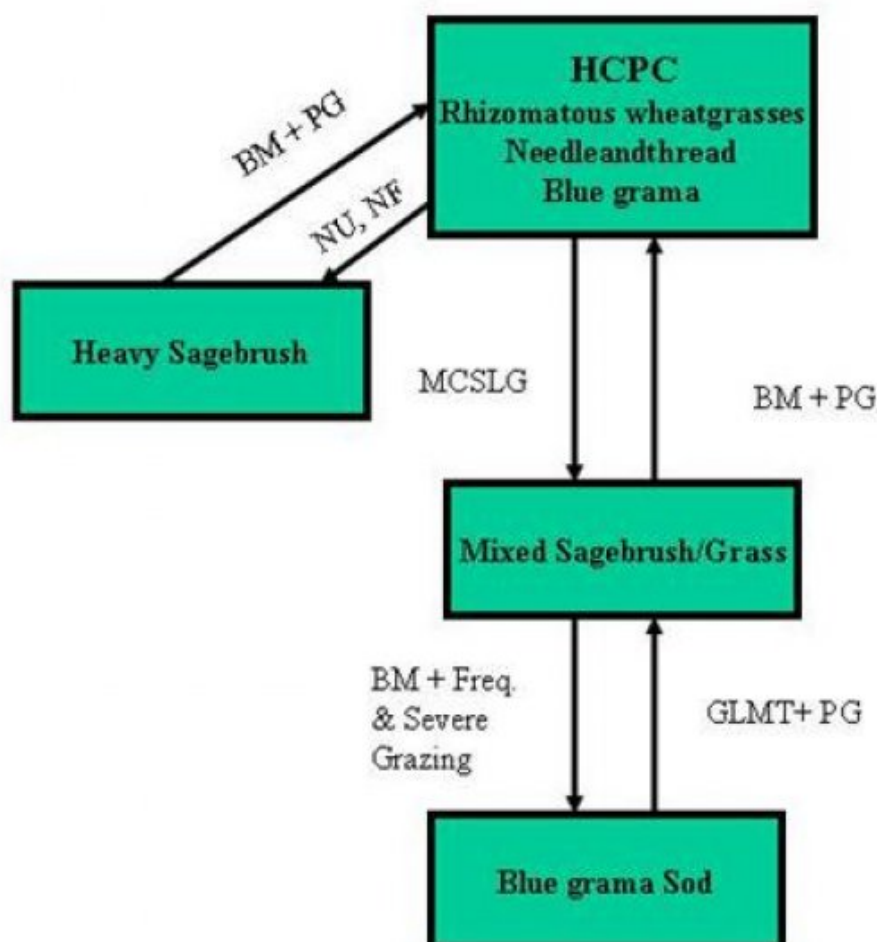 HCPC
Rhizomatous wheatgrasses
Needleandthread
Blue grama
BM + PG
NU, NF
Heavy Sagebrush
MCSLG
BM + PG
Mixed Sagebrush/Grass
BM + Freq.
& Severe
Grazing
GLMT+ PG
Blue grama Sod